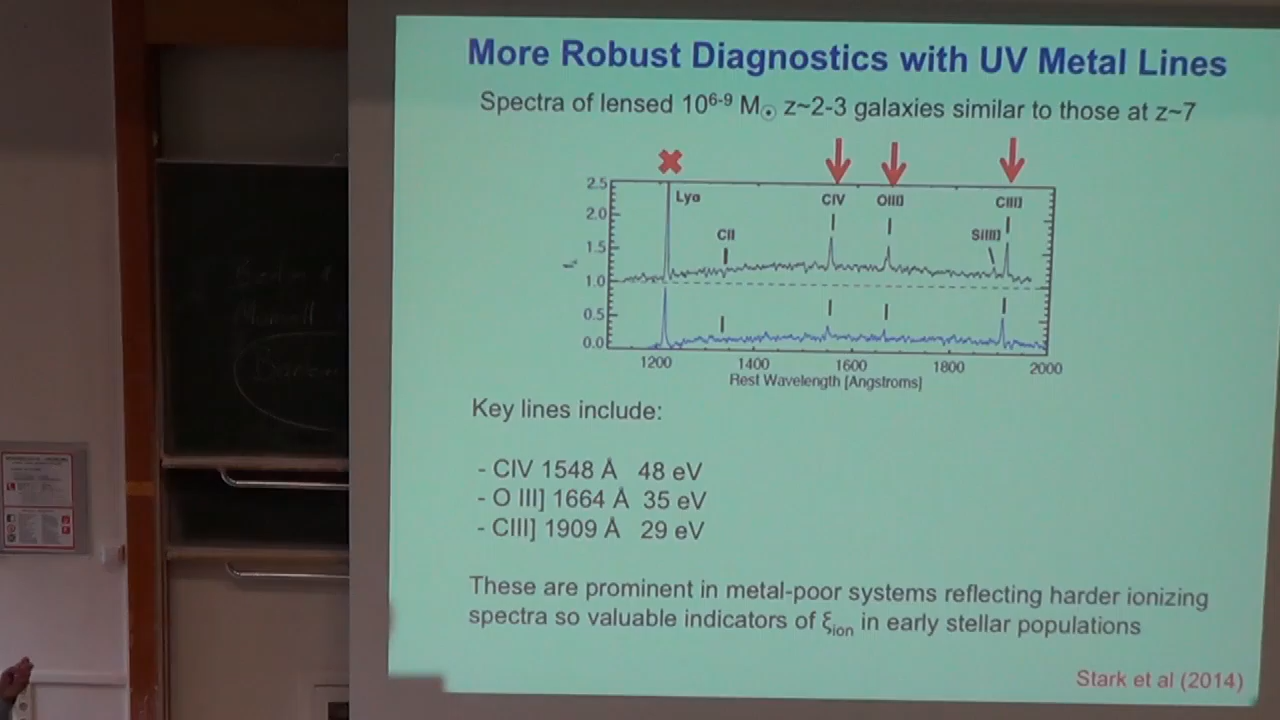 More Robust Diagnostics with UV Metal Lines
Spectra of lensed 10⁶⁻⁹ M☉ z~2-3 galaxies similar to those at z~7
Lyα
CII
CIV
OIII]
SiIII]
CIII]
2.5
2.0
1.5
1.0
0.5
0.0
1200 1400 1600 1800 2000
Rest Wavelength [Angstroms]
Key lines include:
- CIV 1548 Å 48 eV
- O III] 1664 Å 35 eV
- CIII] 1909 Å 29 eV
These are prominent in metal-poor systems reflecting harder ionizing
spectra so valuable indicators of ξion in early stellar populations
Stark et al (2014)